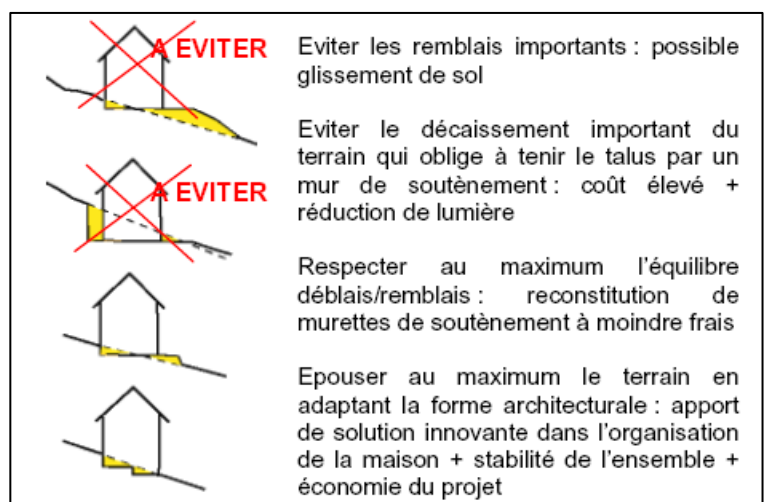 A EVITER
Eviter les remblais importants : possible
glissement de sol
Eviter le décaissement important du
terrain qui oblige à tenir le talus par un
A EVITER
mur de soutènement : coût élevé +
réduction de lumière
Respecter au maximum l'équilibre
déblais/remblais : reconstitution de
murettes de soutènement à moindre frais
Epouser au maximum le terrain en
adaptant la forme architecturale : apport
de solution innovante dans l'organisation
de la maison + stabilité de l'ensemble +
économie du projet